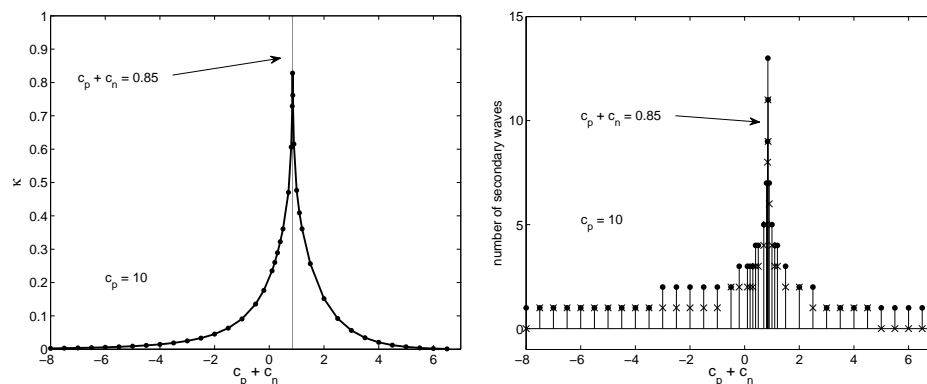 1
0.9
0.8
0.7
0.6
0.5
0.4
0.3
0.2
0.1
0
κ
c_p + c_n = 0.85
c_p = 10
−8 −6 −4 −2 0 2 4 6
c_p + c_n
15
10
5
0
number of secondary waves
c_p + c_n = 0.85
c_p = 10
−8 −6 −4 −2 0 2 4 6
c_p + c_n